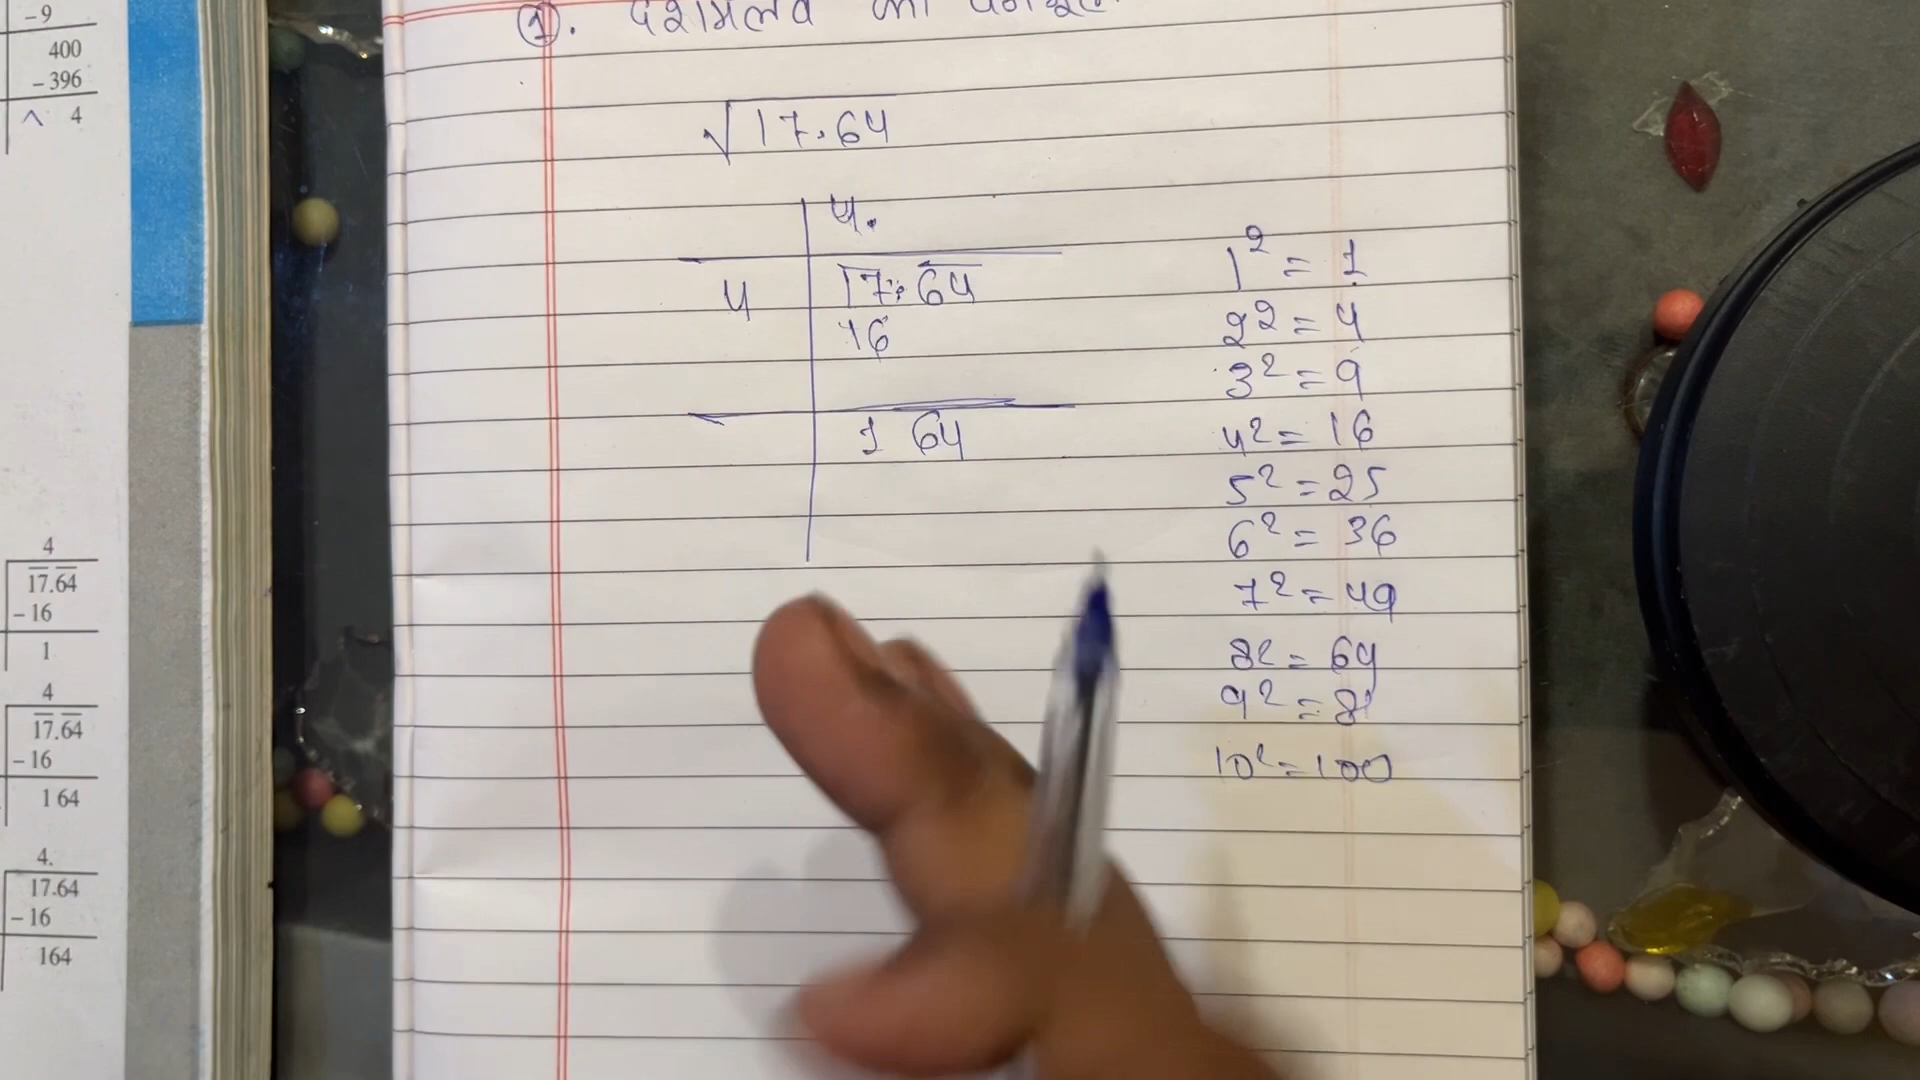 -9
400
- 396
4
4
17.64
- 16
1
4
17.64
- 16
1 64
4.
17.64
- 16
164
①. दशमलव का
√17.64
4.
4
17.64
16
1 64
1² = 1
2² = 4
3² = 9
4² = 16
5² = 25
6² = 36
7² = 49
8² = 64
9² = 81
10² = 100